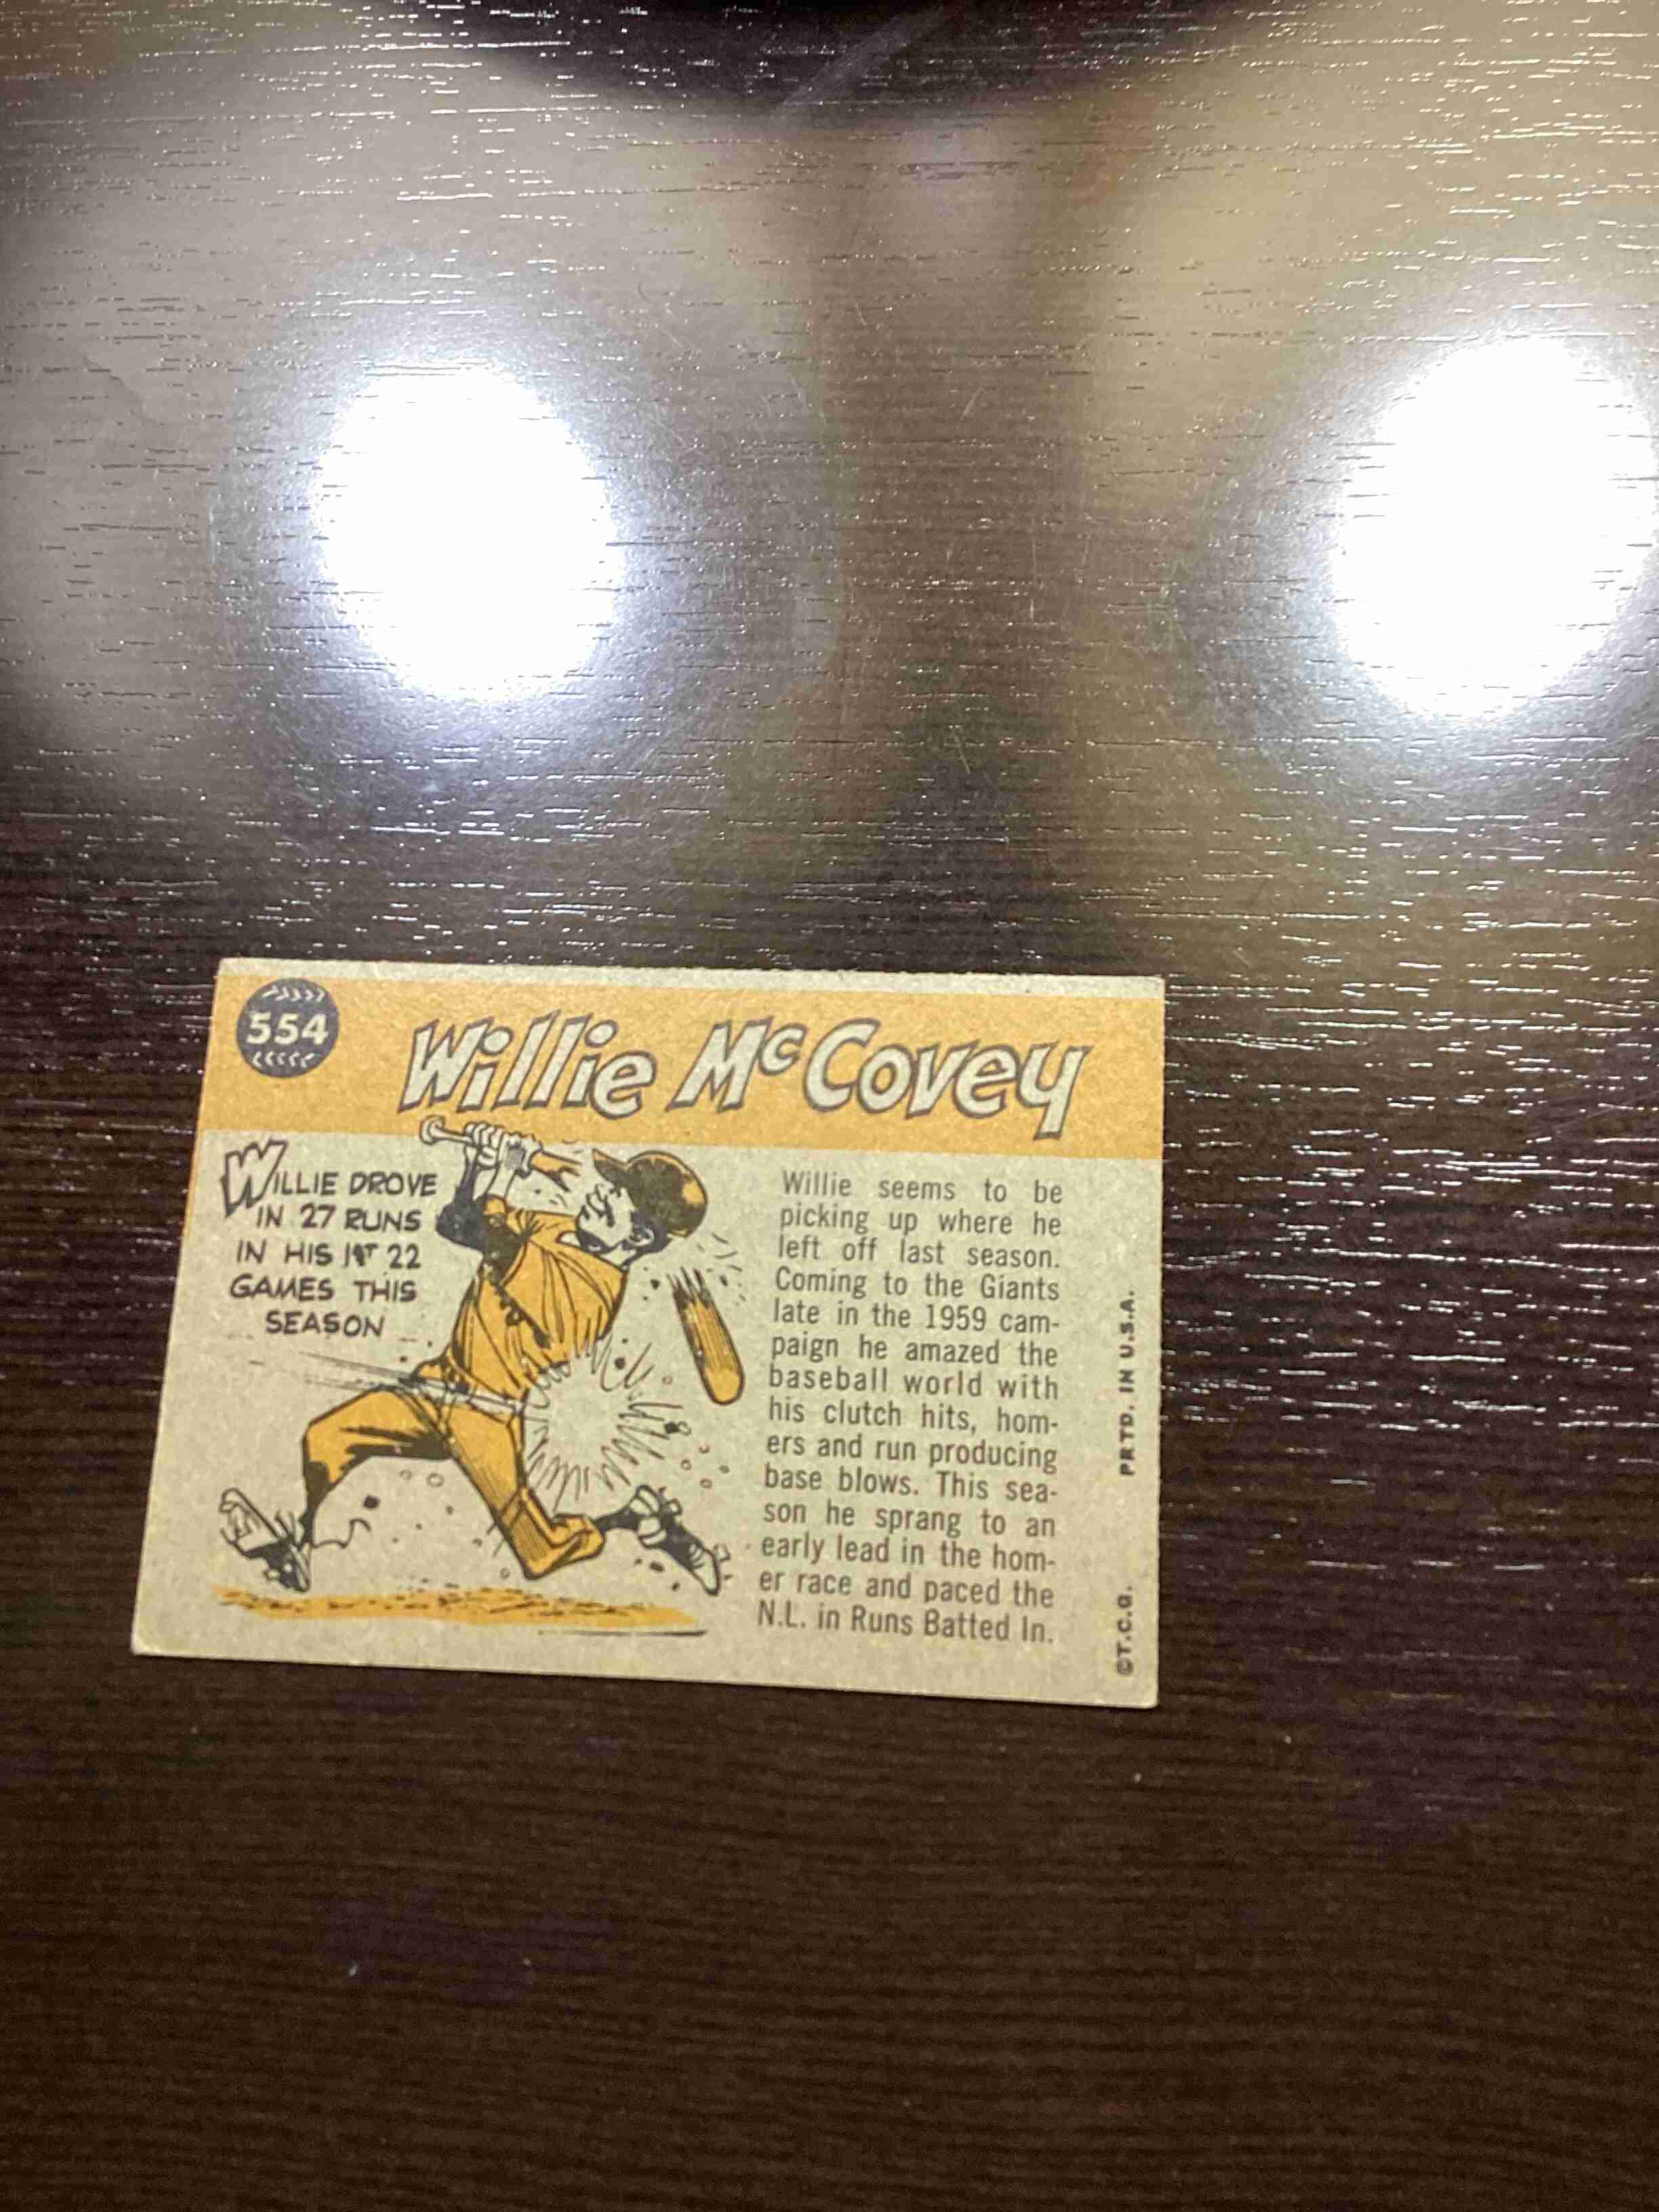 554
Willie McCovey
WILLIE DROVE
IN 27 RUNS
IN HIS 1ST 22
GAMES THIS
SEASON
Willie seems to be
picking up where he
left off last season.
Coming to the Giants
late in the 1959 cam-
paign he amazed the
baseball world with
his clutch hits, hom-
ers and run producing
base blows. This sea-
son he sprang to an
early lead in the hom-
er race and paced the
N.L. in Runs Batted In.
©T.C.G. PRTD. IN U.S.A.